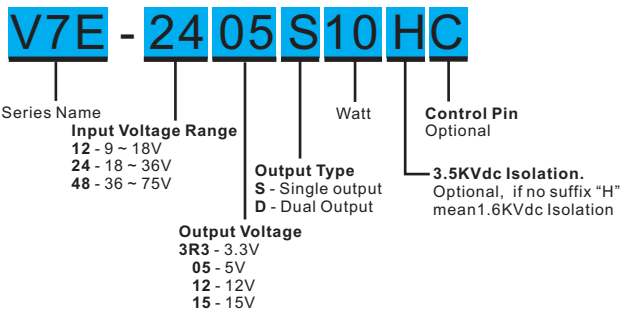 V7E - 24 05 S 10 H C
Series Name
Input Voltage Range
12 - 9 ~ 18V
24 - 18 ~ 36V
48 - 36 ~ 75V
Output Voltage
3R3 - 3.3V
05 - 5V
12 - 12V
15 - 15V
Output Type
S - Single output
D - Dual Output
Watt
Control Pin
Optional
3.5KVdc Isolation.
Optional, if no suffix “H”
mean1.6KVdc Isolation